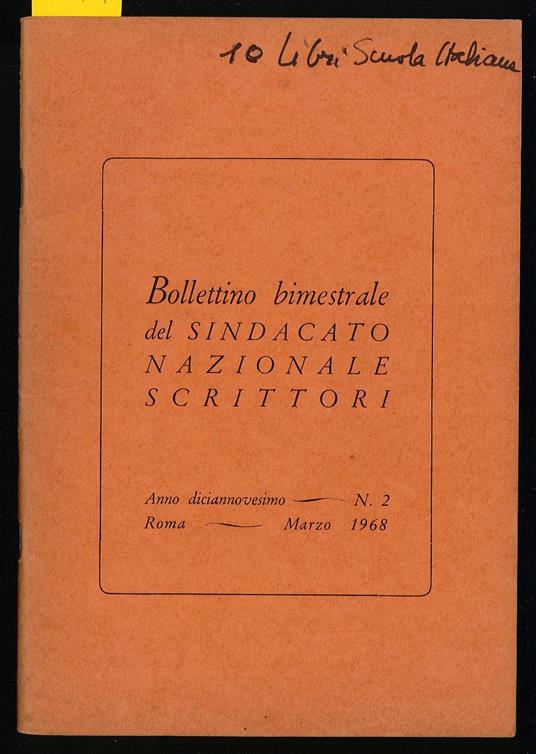 10 Libri Scuola Italiana
Bollettino bimestrale
del SINDACATO
NAZIONALE
SCRITTORI
Anno diciannovesimo — N. 2
Roma — Marzo 1968